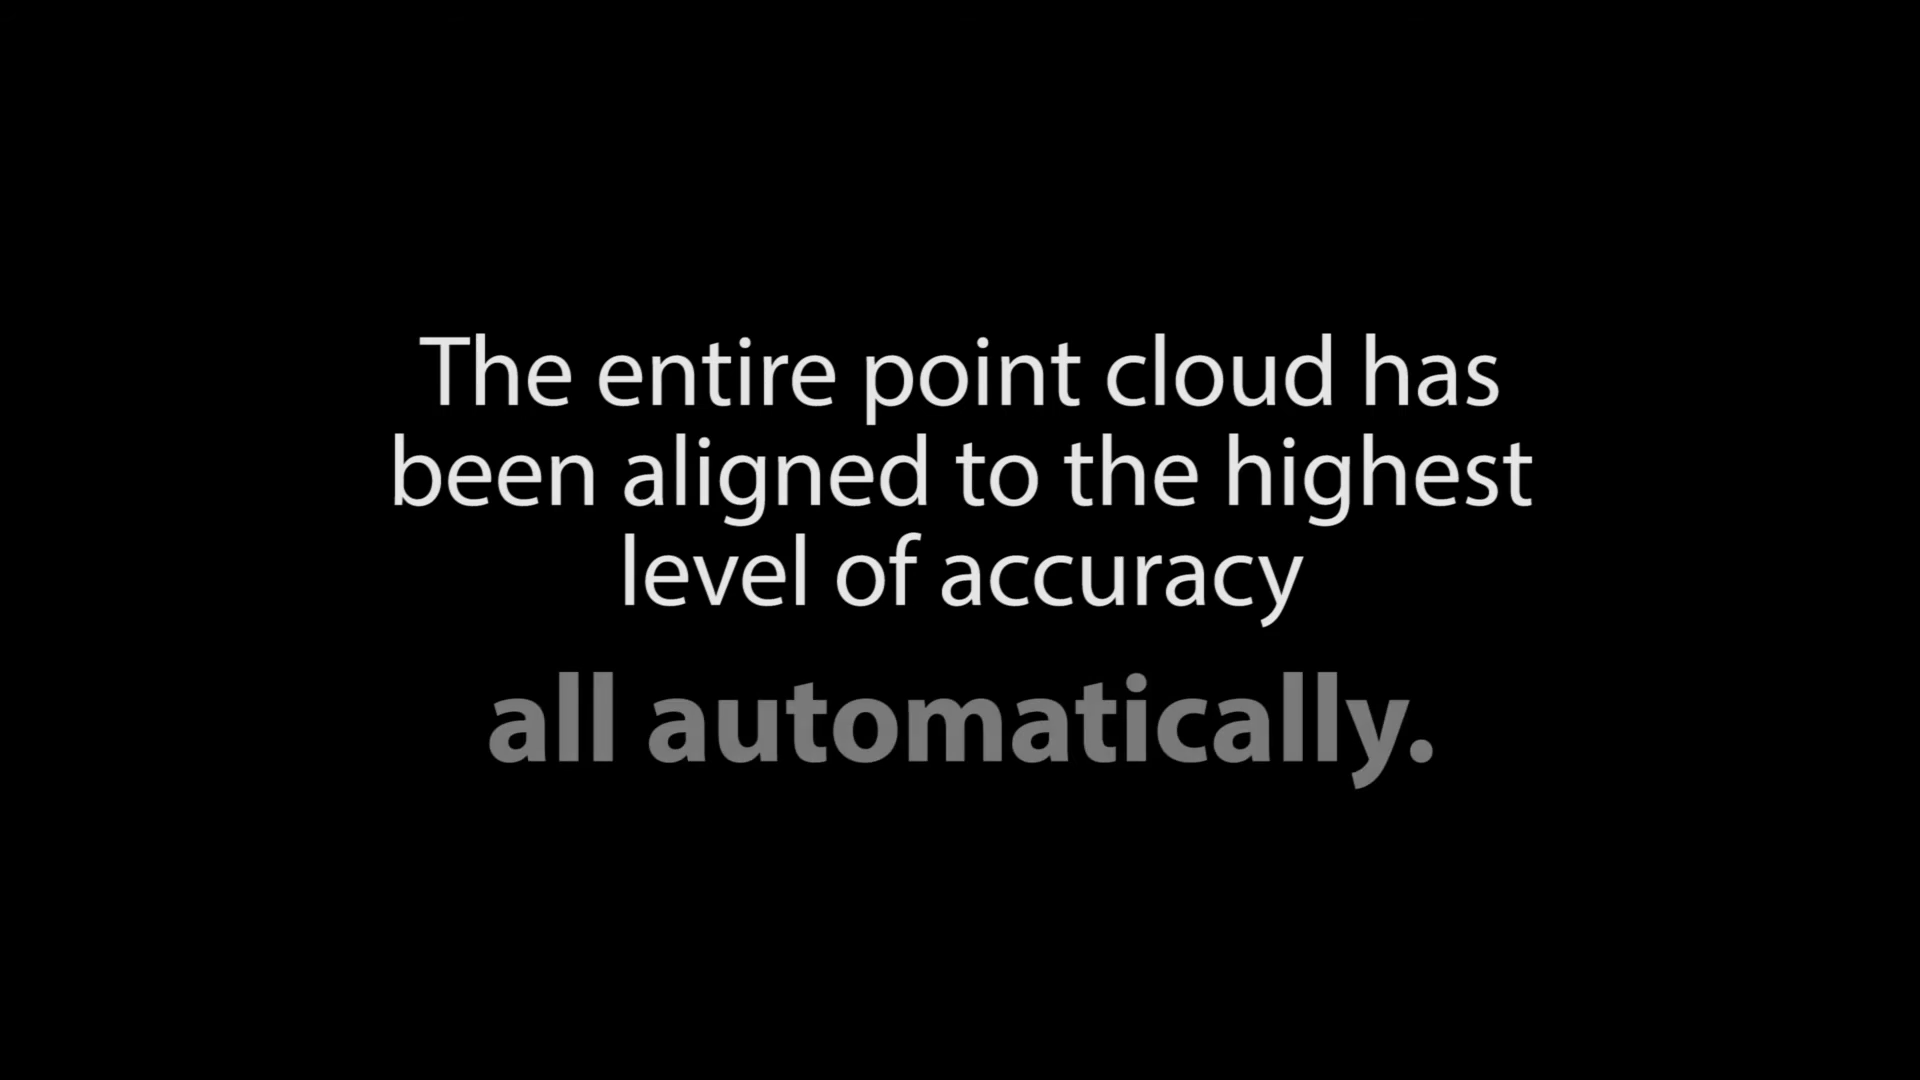 The entire point cloud has
been aligned to the highest
level of accuracy
all automatically.